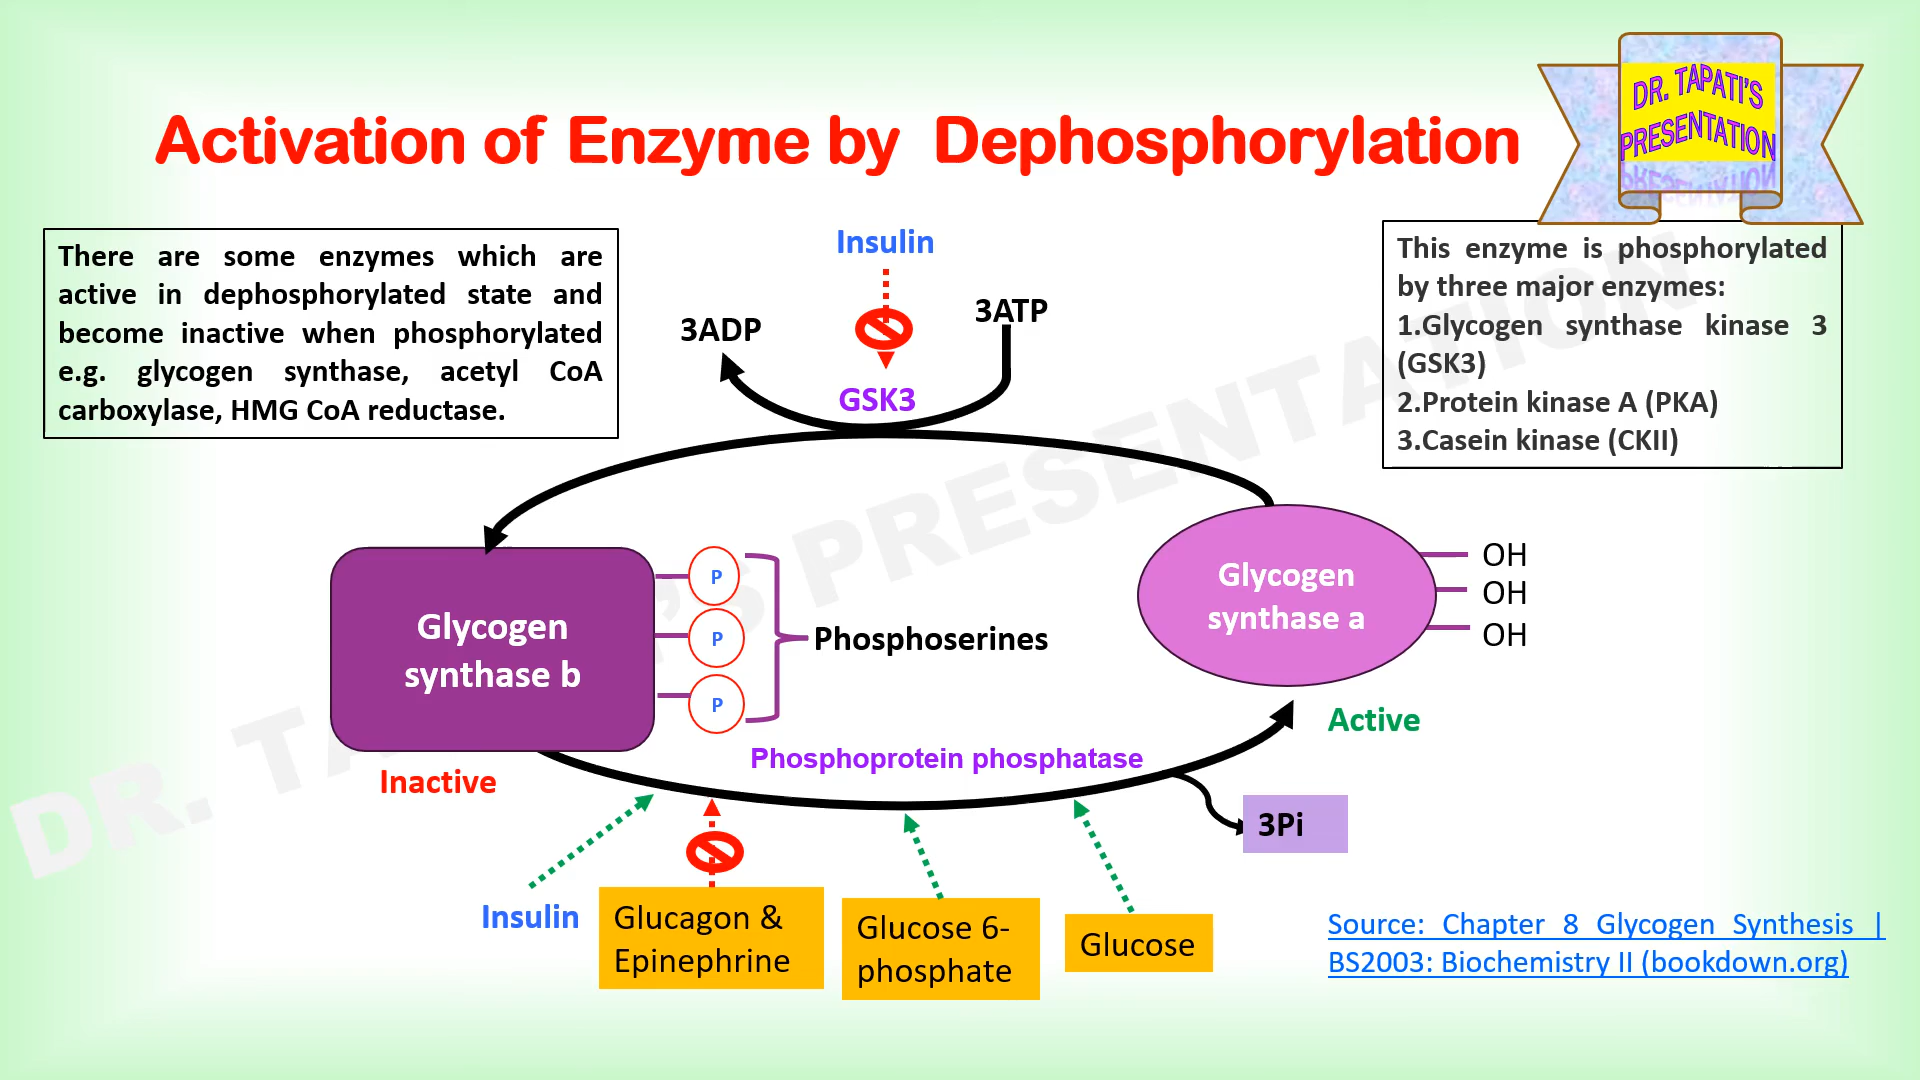 DR. TAPATI'S
PRESENTATION
Activation of Enzyme by Dephosphorylation
There are some enzymes which are
active in dephosphorylated state and
become inactive when phosphorylated
e.g. glycogen synthase, acetyl CoA
carboxylase, HMG CoA reductase.
Insulin
3ADP
3ATP
GSK3
This enzyme is phosphorylated
by three major enzymes:
1.Glycogen synthase kinase 3
(GSK3)
2.Protein kinase A (PKA)
3.Casein kinase (CKII)
Glycogen
synthase b
P
P
P
Phosphoserines
Glycogen
synthase a
OH
OH
OH
Inactive
Active
Phosphoprotein phosphatase
3Pi
Insulin
Glucagon &
Epinephrine
Glucose 6-
phosphate
Glucose
Source: Chapter 8 Glycogen Synthesis |
BS2003: Biochemistry II (bookdown.org)
DR. TA 'S PRESENTATION